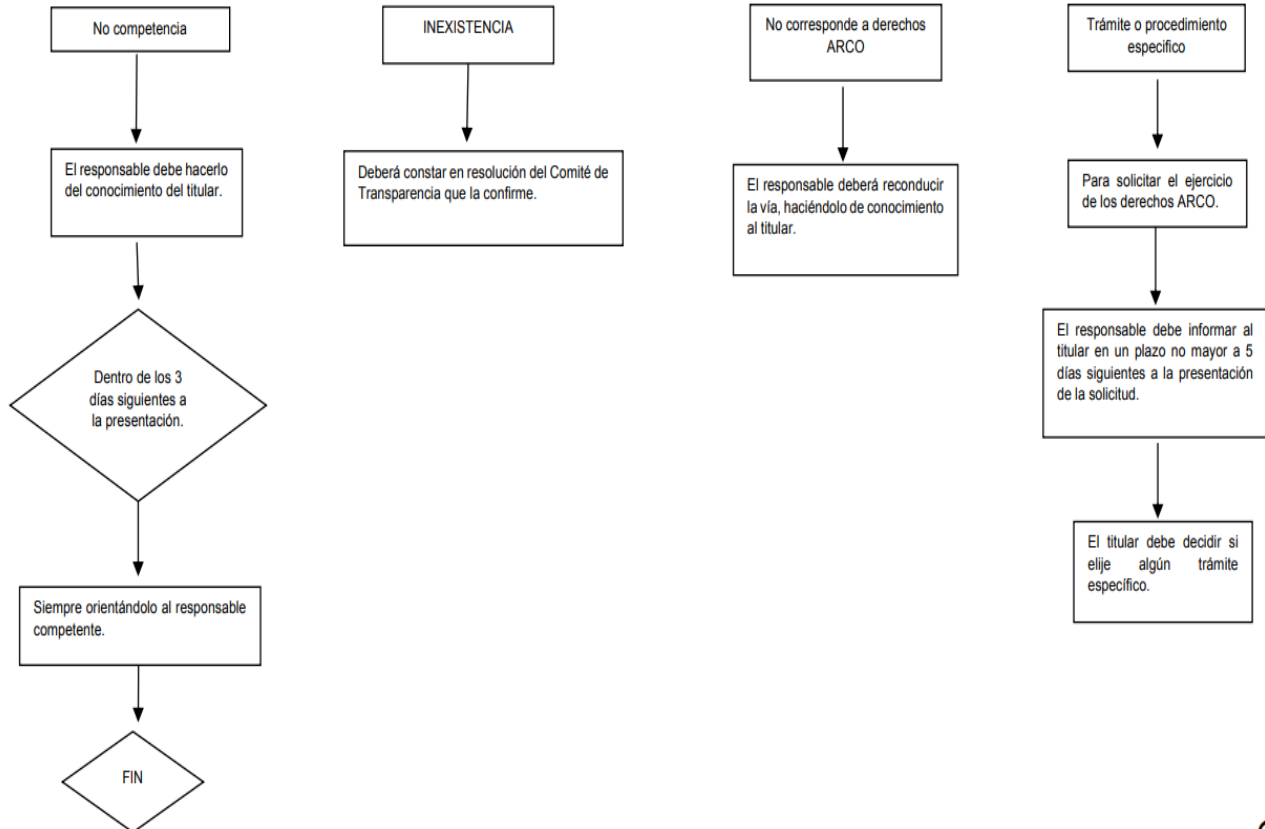 No competencia
El responsable debe hacerlo
del conocimiento del titular.
Dentro de los 3
días siguientes a
la presentación.
Siempre orientándolo al responsable
competente.
FIN
INEXISTENCIA
Deberá constar en resolución del Comité de
Transparencia que la confirme.
No corresponde a derechos
ARCO
El responsable deberá reconducir
la vía, haciéndolo de conocimiento
al titular.
Trámite o procedimiento
especifico
Para solicitar el ejercicio
de los derechos ARCO.
El responsable debe informar al
titular en un plazo no mayor a 5
días siguientes a la presentación
de la solicitud.
El titular debe decidir si
elije algún trámite
específico.